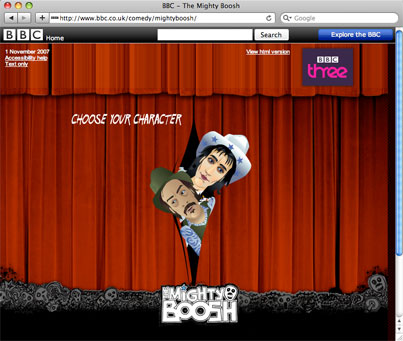 BBC - The Mighty Boosh
http://www.bbc.co.uk/comedy/mightyboosh/
Google
BBC Home
Search
Explore the BBC
1 November 2007
Accessibility help
Text only
View html version
BBC
three
CHOOSE YOUR CHARACTER
THE MIGHTY
BOOSH